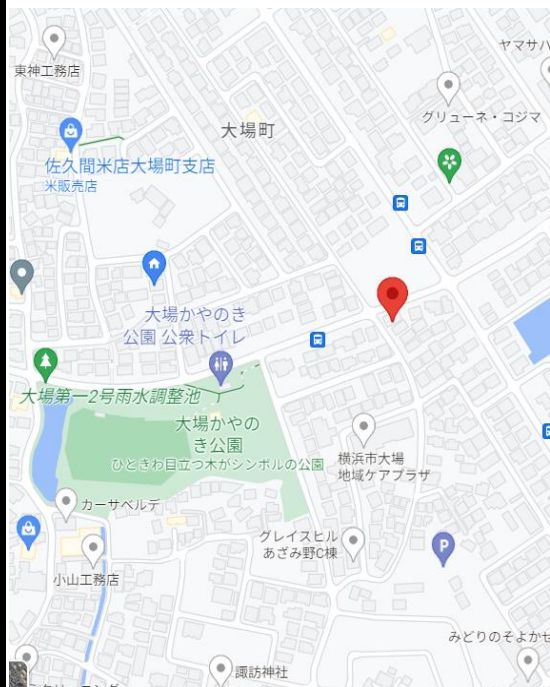 ヤマサハ
東神工務店
グリューネ・コジマ
大場町
佐久間米店大場町支店
米販売店
大場かやのき
公園 公衆トイレ
大場第一2号雨水調整池
大場かやの
き公園
ひときわ目立つ木がシンボルの公園
横浜市大場
地域ケアプラザ
カーサベルデ
グレイスヒル
あざみ野C棟
P
小山工務店
みどりのそよかせ
諏訪神社